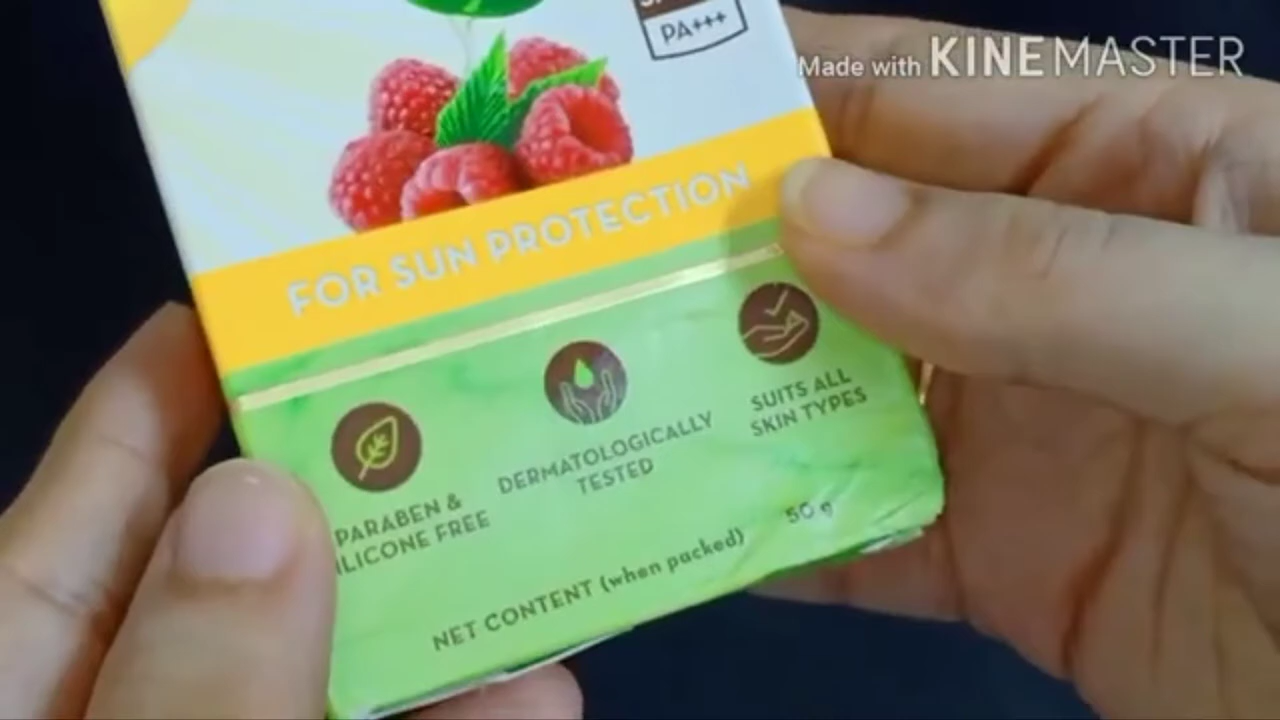 PA+++
Made with KINEMASTER
FOR SUN PROTECTION
PARABEN &
ILICONE FREE
DERMATOLOGICALLY
TESTED
SUITS ALL
SKIN TYPES
NET CONTENT (when packed) 50 g